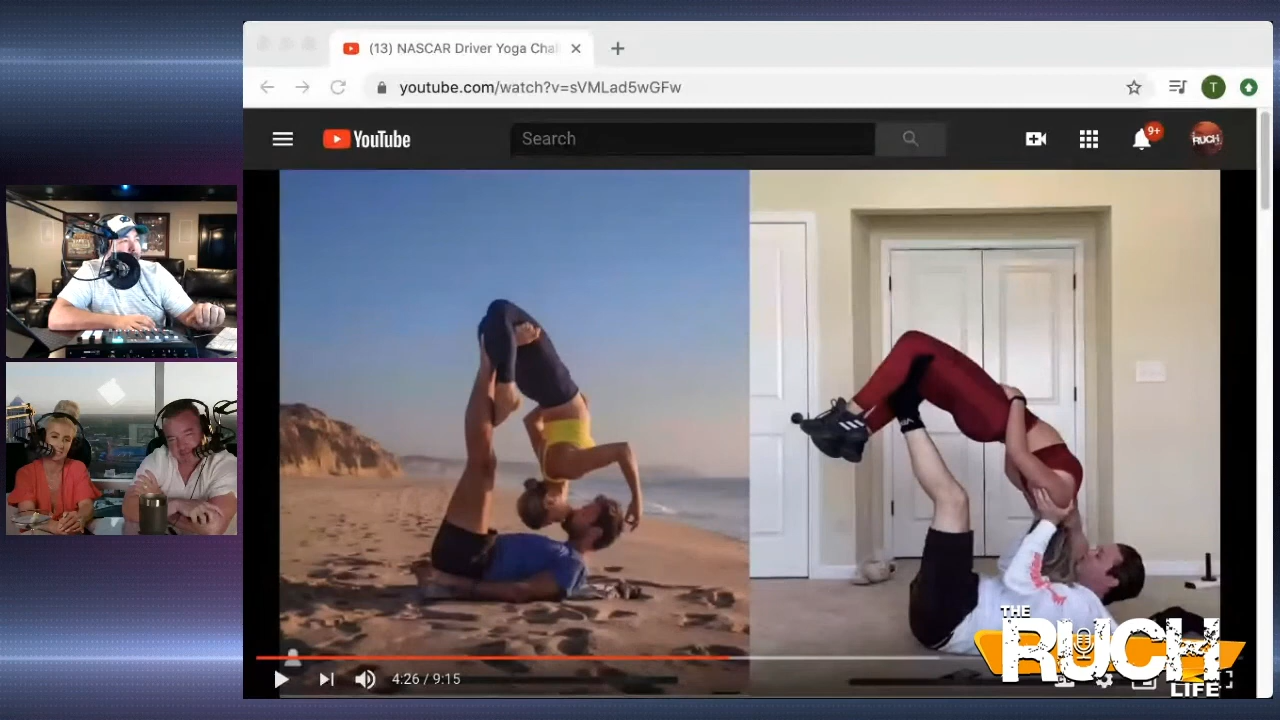 (13) NASCAR Driver Yoga Chal
youtube.com/watch?v=sVMLad5wGFw
T
YouTube
Search
9+
RUCH
4:26 / 9:15
THE
RUCH
LIFE